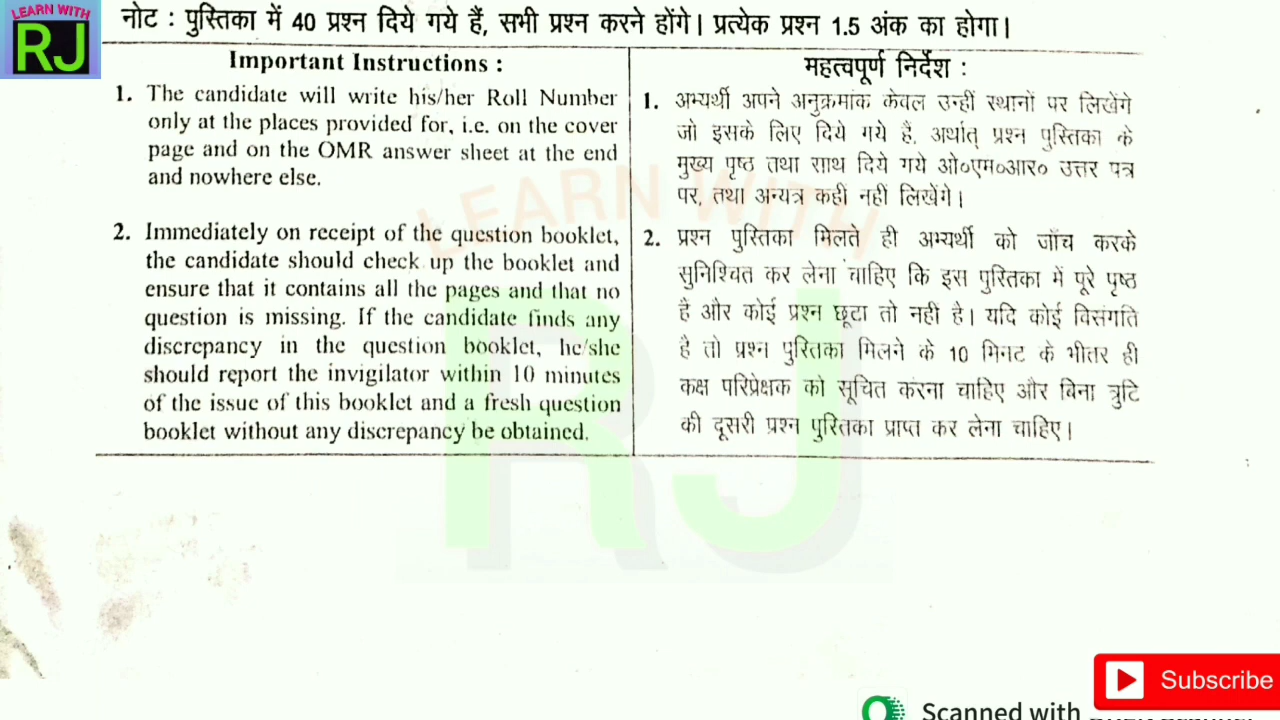 LEARN WITH
RJ
नोट : पुस्तिका में 40 प्रश्न दिये गये हैं, सभी प्रश्न करने होंगे। प्रत्येक प्रश्न 1.5 अंक का होगा।
Important Instructions :
1. The candidate will write his/her Roll Number
only at the places provided for, i.e. on the cover
page and on the OMR answer sheet at the end
and nowhere else.
2. Immediately on receipt of the question booklet,
the candidate should check up the booklet and
ensure that it contains all the pages and that no
question is missing. If the candidate finds any
discrepancy in the question booklet, he/she
should report the invigilator within 10 minutes
of the issue of this booklet and a fresh question
booklet without any discrepancy be obtained.
महत्वपूर्ण निर्देश :
1. अभ्यर्थी अपने अनुक्रमांक केवल उन्हीं स्थानों पर लिखेंगे
जो इसके लिए दिये गये हैं, अर्थात् प्रश्न पुस्तिका के
मुख्य पृष्ठ तथा साथ दिये गये ओ०एम०आर० उत्तर पत्र
पर, तथा अन्यत्र कहीं नहीं लिखेंगे।
2. प्रश्न पुस्तिका मिलते ही अभ्यर्थी को जाँच करके
सुनिश्चित कर लेना चाहिए कि इस पुस्तिका में पूरे पृष्ठ
है और कोई प्रश्न छूटा तो नहीं है। यदि कोई विसंगति
है तो प्रश्न पुस्तिका मिलने के 10 मिनट के भीतर ही
कक्ष परिप्रेक्षक को सूचित करना चाहिए और बिना त्रुटि
की दूसरी प्रश्न पुस्तिका प्राप्त कर लेना चाहिए।
LEARN WITH
RJ
Subscribe
Scanned with